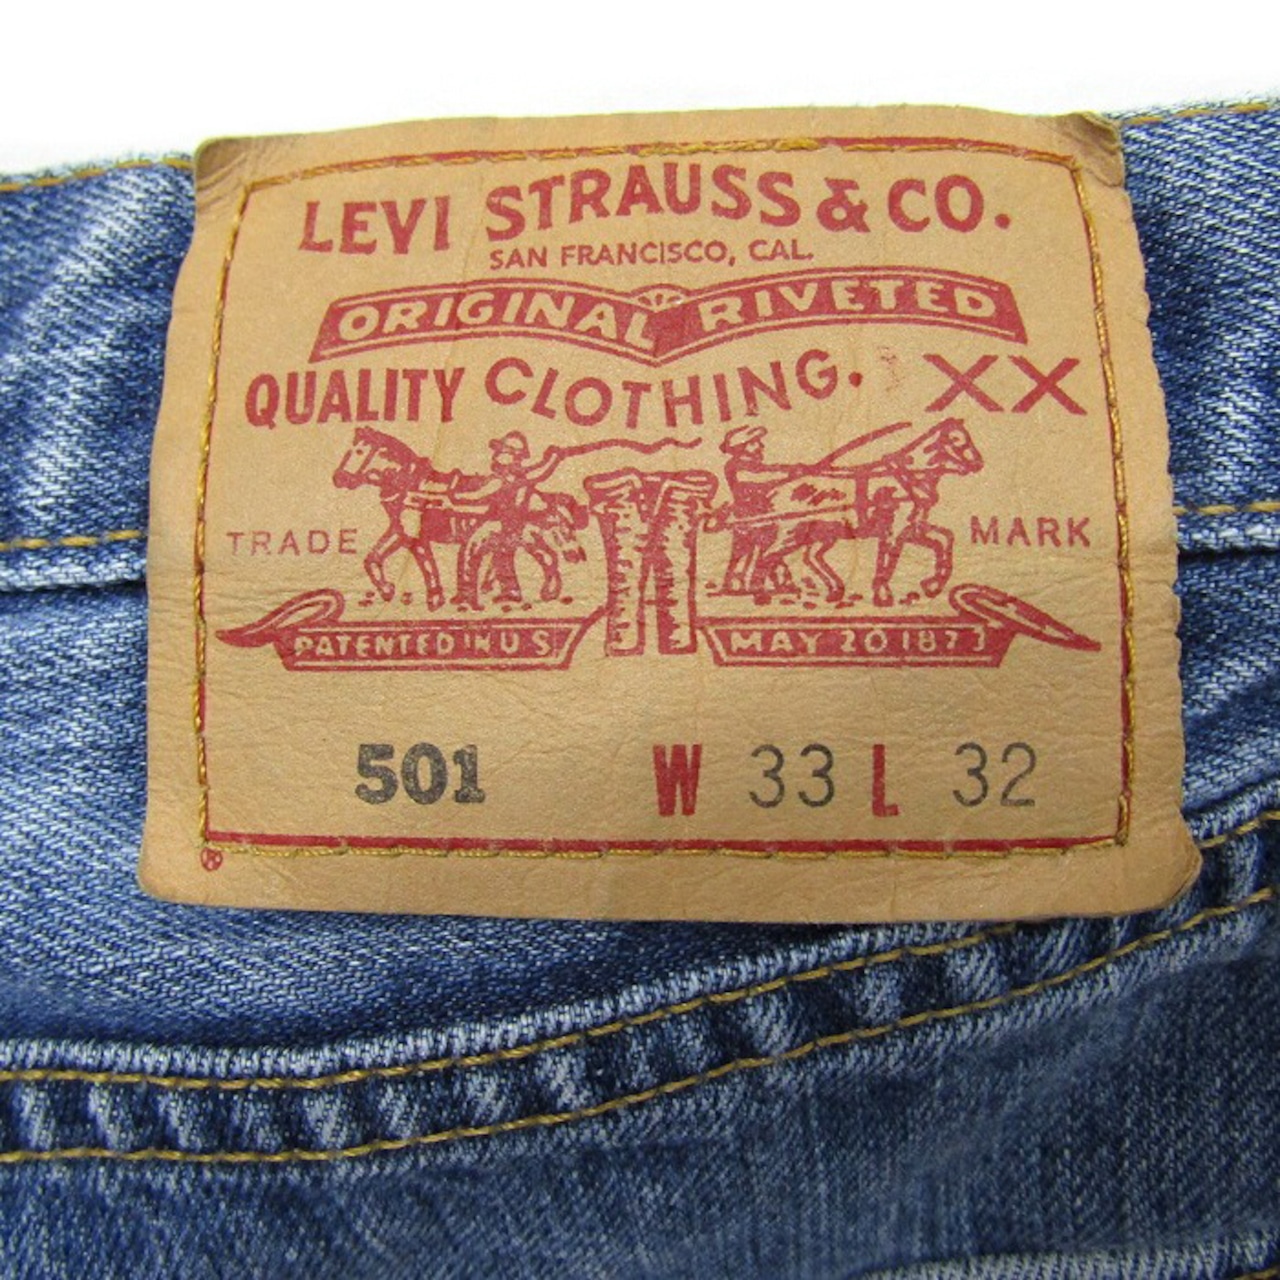 LEVI STRAUSS & CO.
SAN FRANCISCO, CAL.
ORIGINAL RIVETED
QUALITY CLOTHING. XX
TRADE MARK
PATENTED IN U S MAY 20 1873
501 W 33 L 32
®